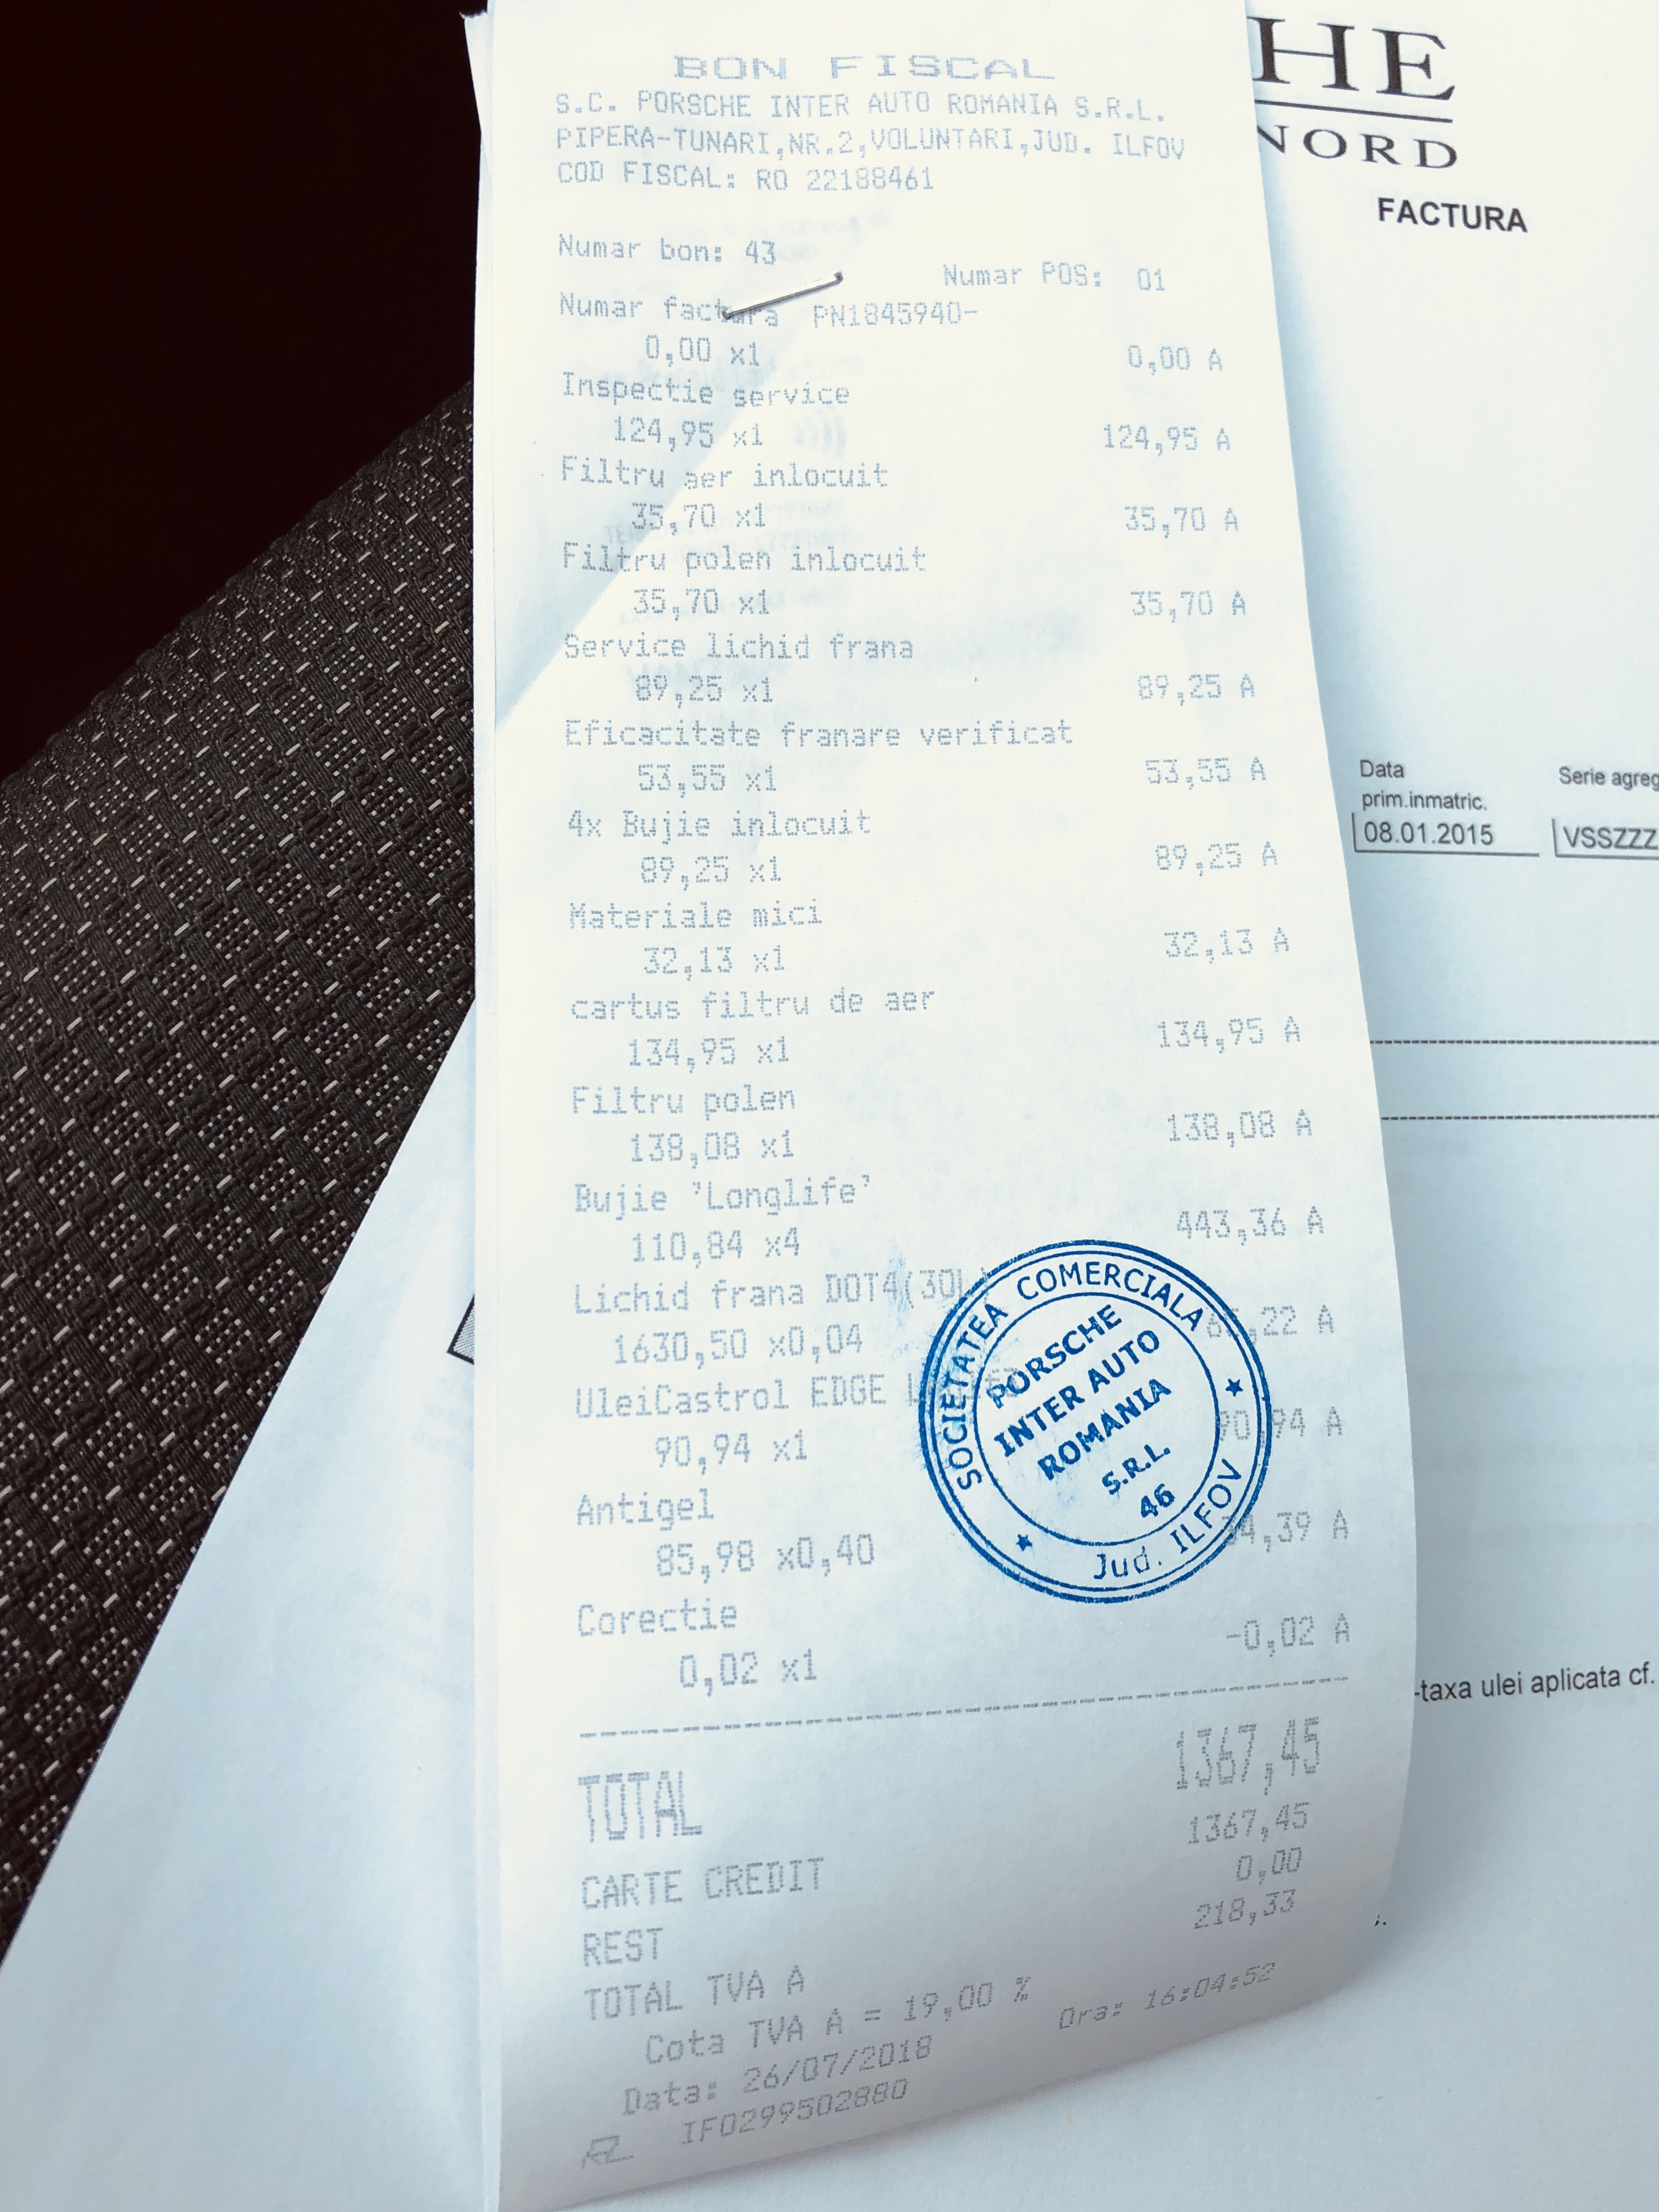 BON FISCAL
S.C. PORSCHE INTER AUTO ROMANIA S.R.L.
PIPERA-TUNARI,NR.2,VOLUNTARI,JUD. ILFOV
COD FISCAL: RO 22188461
Numar bon: 43
Numar POS: 01
Numar factura PN1845940-
0,00 x1 0,00 A
Inspectie service
124,95 x1 124,95 A
Filtru aer inlocuit
35,70 x1 35,70 A
Filtru polen inlocuit
35,70 x1 35,70 A
Service lichid frana
89,25 x1 89,25 A
Eficacitate franare verificat
53,55 x1 53,55 A
4x Bujie inlocuit
89,25 x1 89,25 A
Materiale mici
32,13 x1 32,13 A
cartus filtru de aer
134,95 x1 134,95 A
Filtru polen
138,08 x1 138,08 A
Bujie 'Longlife'
110,84 x4 443,36 A
Lichid frana DOT4(30L)
1630,50 x0,04 ,22 A
UleiCastrol EDGE
90,94 x1 90,94 A
Antigel
85,98 x0,40 34,39 A
Corectie
0,02 x1 -0,02 A
TOTAL 1367,45
CARTE CREDIT 1367,45
REST 0,00
TOTAL TVA A 218,33
Cota TVA A = 19,00 %
Data: 26/07/2018 Ora: 16:04:52
IF0299502880
SOCIETATEA COMERCIALA
PORSCHE
INTER AUTO
ROMANIA
S.R.L.
46
Jud. ILFOV
HE
NORD
FACTURA
Data
prim.inmatric.
08.01.2015
Serie agreg
VSSZZZ
-taxa ulei aplicata cf.